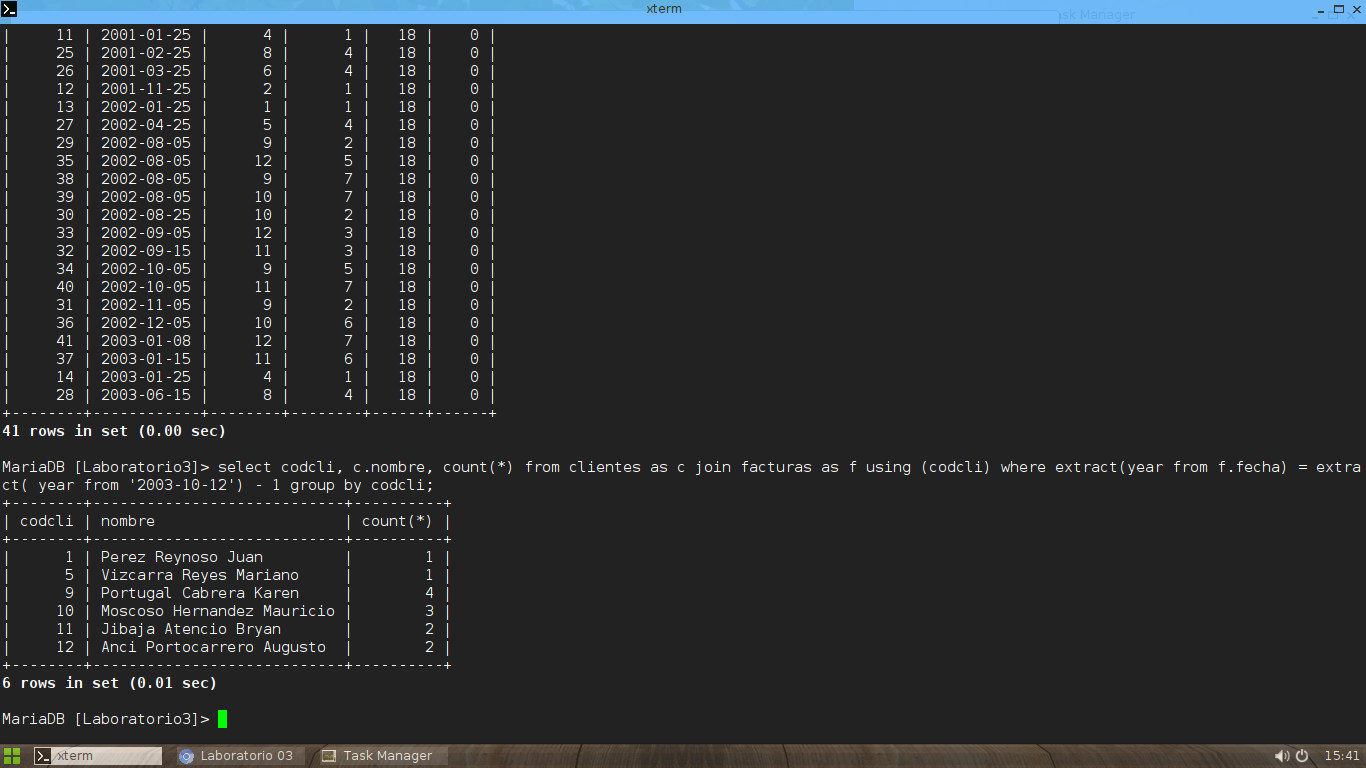 xterm
Task Manager
|     11 | 2001-01-25 |      4 |      1 |   18 |    0 |
|     25 | 2001-02-25 |      8 |      4 |   18 |    0 |
|     26 | 2001-03-25 |      6 |      4 |   18 |    0 |
|     12 | 2001-11-25 |      2 |      1 |   18 |    0 |
|     13 | 2002-01-25 |      1 |      1 |   18 |    0 |
|     27 | 2002-04-25 |      5 |      4 |   18 |    0 |
|     29 | 2002-08-05 |      9 |      2 |   18 |    0 |
|     35 | 2002-08-05 |     12 |      5 |   18 |    0 |
|     38 | 2002-08-05 |      9 |      7 |   18 |    0 |
|     39 | 2002-08-05 |     10 |      7 |   18 |    0 |
|     30 | 2002-08-25 |     10 |      2 |   18 |    0 |
|     33 | 2002-09-05 |     12 |      3 |   18 |    0 |
|     32 | 2002-09-15 |     11 |      3 |   18 |    0 |
|     34 | 2002-10-05 |      9 |      5 |   18 |    0 |
|     40 | 2002-10-05 |     11 |      7 |   18 |    0 |
|     31 | 2002-11-05 |      9 |      2 |   18 |    0 |
|     36 | 2002-12-05 |     10 |      6 |   18 |    0 |
|     41 | 2003-01-08 |     12 |      7 |   18 |    0 |
|     37 | 2003-01-15 |     11 |      6 |   18 |    0 |
|     14 | 2003-01-25 |      4 |      1 |   18 |    0 |
|     28 | 2003-06-15 |      8 |      4 |   18 |    0 |
+--------+------------+--------+--------+------+------+
41 rows in set (0.00 sec)
MariaDB [Laboratorio3]> select codcli, c.nombre, count(*) from clientes as c join facturas as f using (codcli) where extract(year from f.fecha) = extra
ct( year from '2003-10-12') - 1 group by codcli;
+--------+----------------------------+----------+
| codcli | nombre                     | count(*) |
+--------+----------------------------+----------+
|      1 | Perez Reynoso Juan         |        1 |
|      5 | Vizcarra Reyes Mariano     |        1 |
|      9 | Portugal Cabrera Karen     |        4 |
|     10 | Moscoso Hernandez Mauricio |        3 |
|     11 | Jibaja Atencio Bryan       |        2 |
|     12 | Anci Portocarrero Augusto  |        2 |
+--------+----------------------------+----------+
6 rows in set (0.01 sec)
MariaDB [Laboratorio3]>
xterm Laboratorio 03 Task Manager 15:41